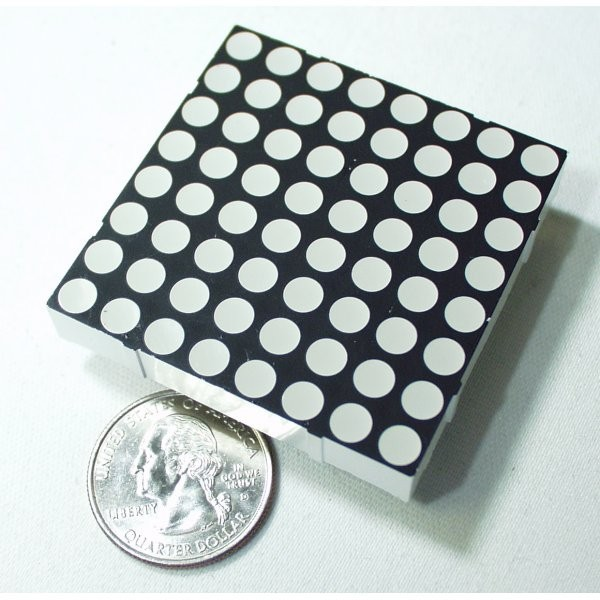 UNITED STATES OF AMERICA
LIBERTY
IN
GOD WE
TRUST
D
QUARTER DOLLAR